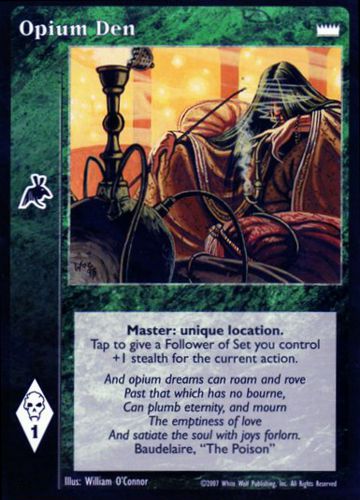 Opium Den
Master: unique location.
Tap to give a Follower of Set you control
+1 stealth for the current action.
And opium dreams can roam and rove
Past that which has no bourne,
Can plumb eternity, and mourn
The emptiness of love
And satiate the soul with joys forlorn.
Baudelaire, "The Poison"
1
Illus: William O'Connor ©2007 White Wolf Publishing, Inc. All Rights Reserved